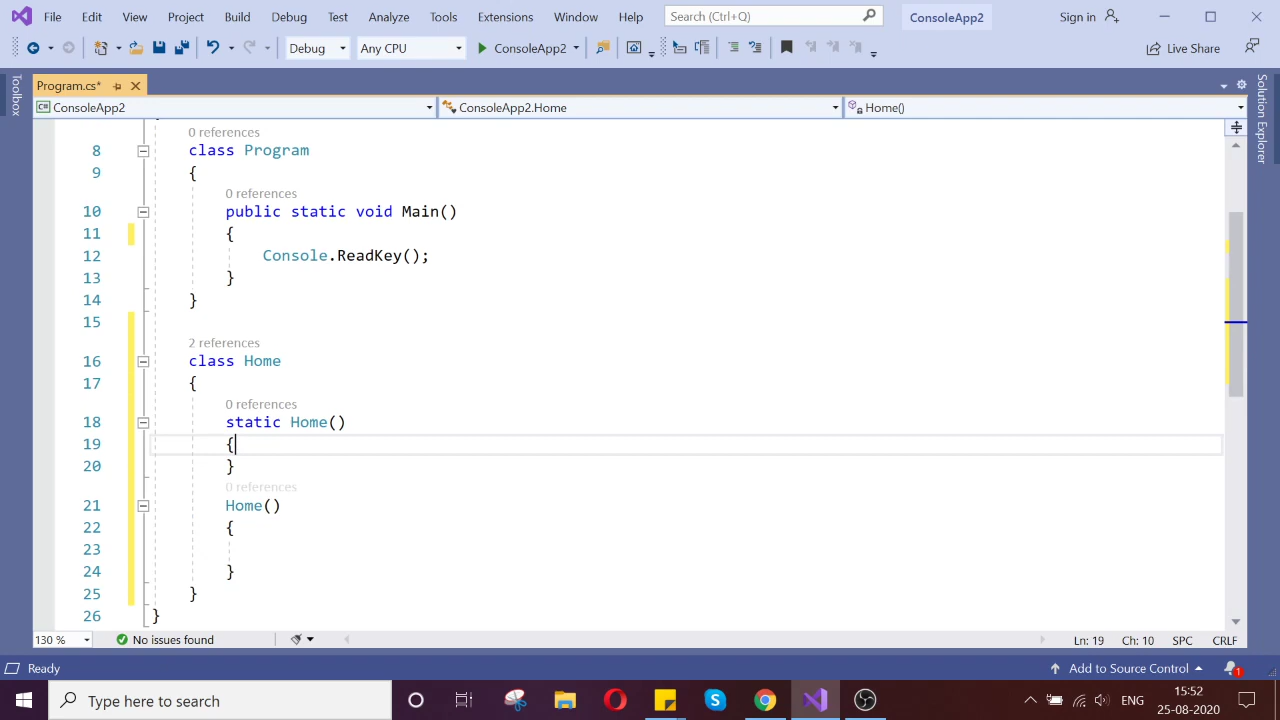 File Edit View Project Build Debug Test Analyze Tools Extensions Window Help Search (Ctrl+Q) ConsoleApp2 Sign in
Debug Any CPU ConsoleApp2 Live Share
Toolbox
Program.cs*
ConsoleApp2 ConsoleApp2.Home Home()
Solution Explorer
0 references
8 class Program
9 {
0 references
10 public static void Main()
11 {
12 Console.ReadKey();
13 }
14 }
15
2 references
16 class Home
17 {
0 references
18 static Home()
19 {
20 }
0 references
21 Home()
22 {
23
24 }
25 }
26 }
130 % No issues found Ln: 19 Ch: 10 SPC CRLF
Ready Add to Source Control 1
Type here to search ENG 15:52
25-08-2020